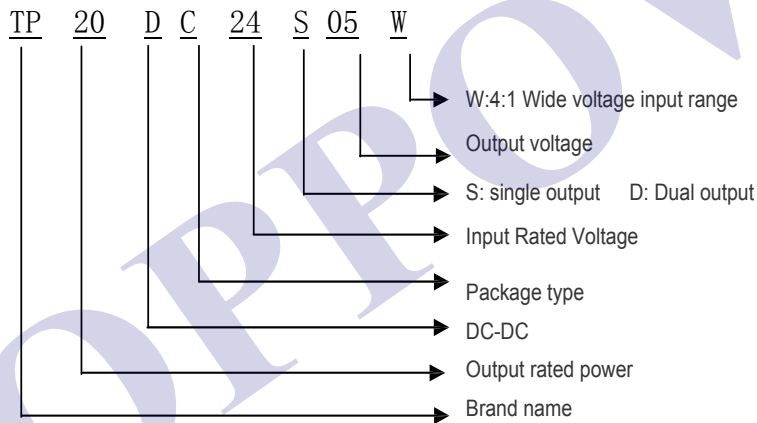 TP 20 D C 24 S 05 W
W:4:1 Wide voltage input range
Output voltage
S: single output D: Dual output
Input Rated Voltage
Package type
DC-DC
Output rated power
Brand name